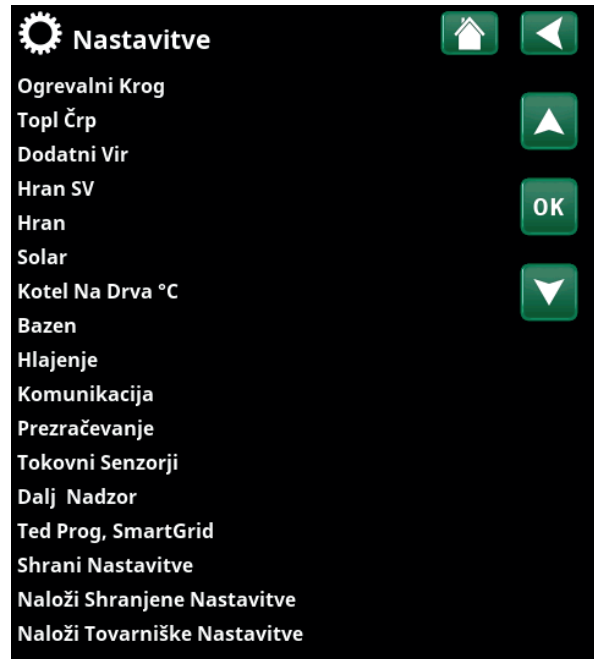 Nastavitve
Ogrevalni Krog
Topl Črp
Dodatni Vir
Hran SV
OK
Hran
Solar
Kotel Na Drva °C
Bazen
Hlajenje
Komunikacija
Prezračevanje
Tokovni Senzorji
Dalj  Nadzor
Ted Prog, SmartGrid
Shrani Nastavitve
Naloži Shranjene Nastavitve
Naloži Tovarniške Nastavitve